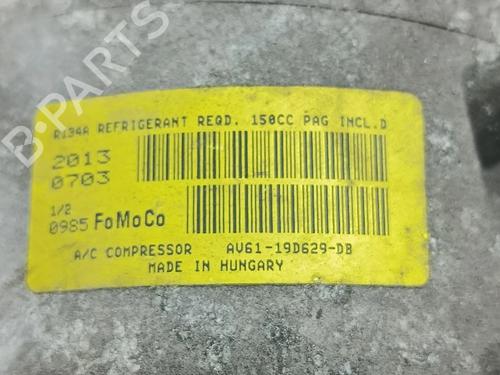 R134A REFRIGERANT REQD. 150CC PAG INCL.D
2013
0703
1/2
0985 FoMoCo
A/C COMPRESSOR AV61-19D629-DB
MADE IN HUNGARY
B-PARTS